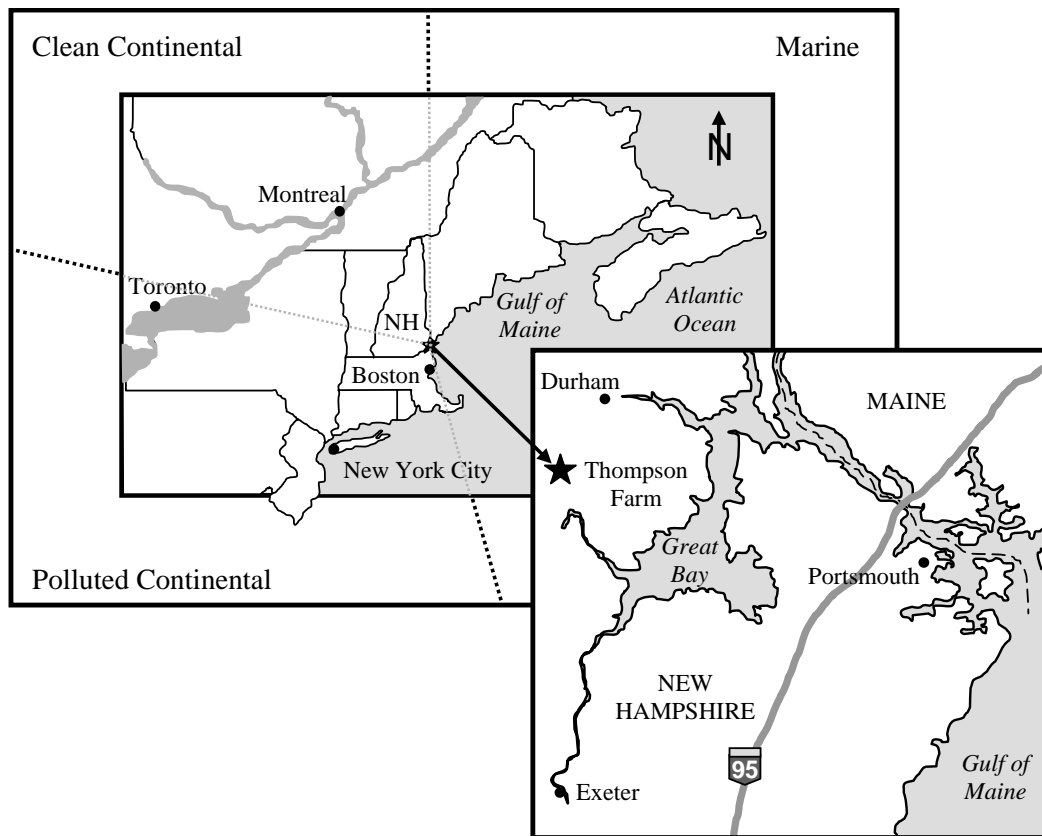 Clean Continental
Marine
N
Montreal
Toronto
NH
Gulf of
Maine
Atlantic
Ocean
Boston
New York City
Polluted Continental
Durham
MAINE
Thompson
Farm
Great
Bay
Portsmouth
NEW
HAMPSHIRE
95
Exeter
Gulf of
Maine